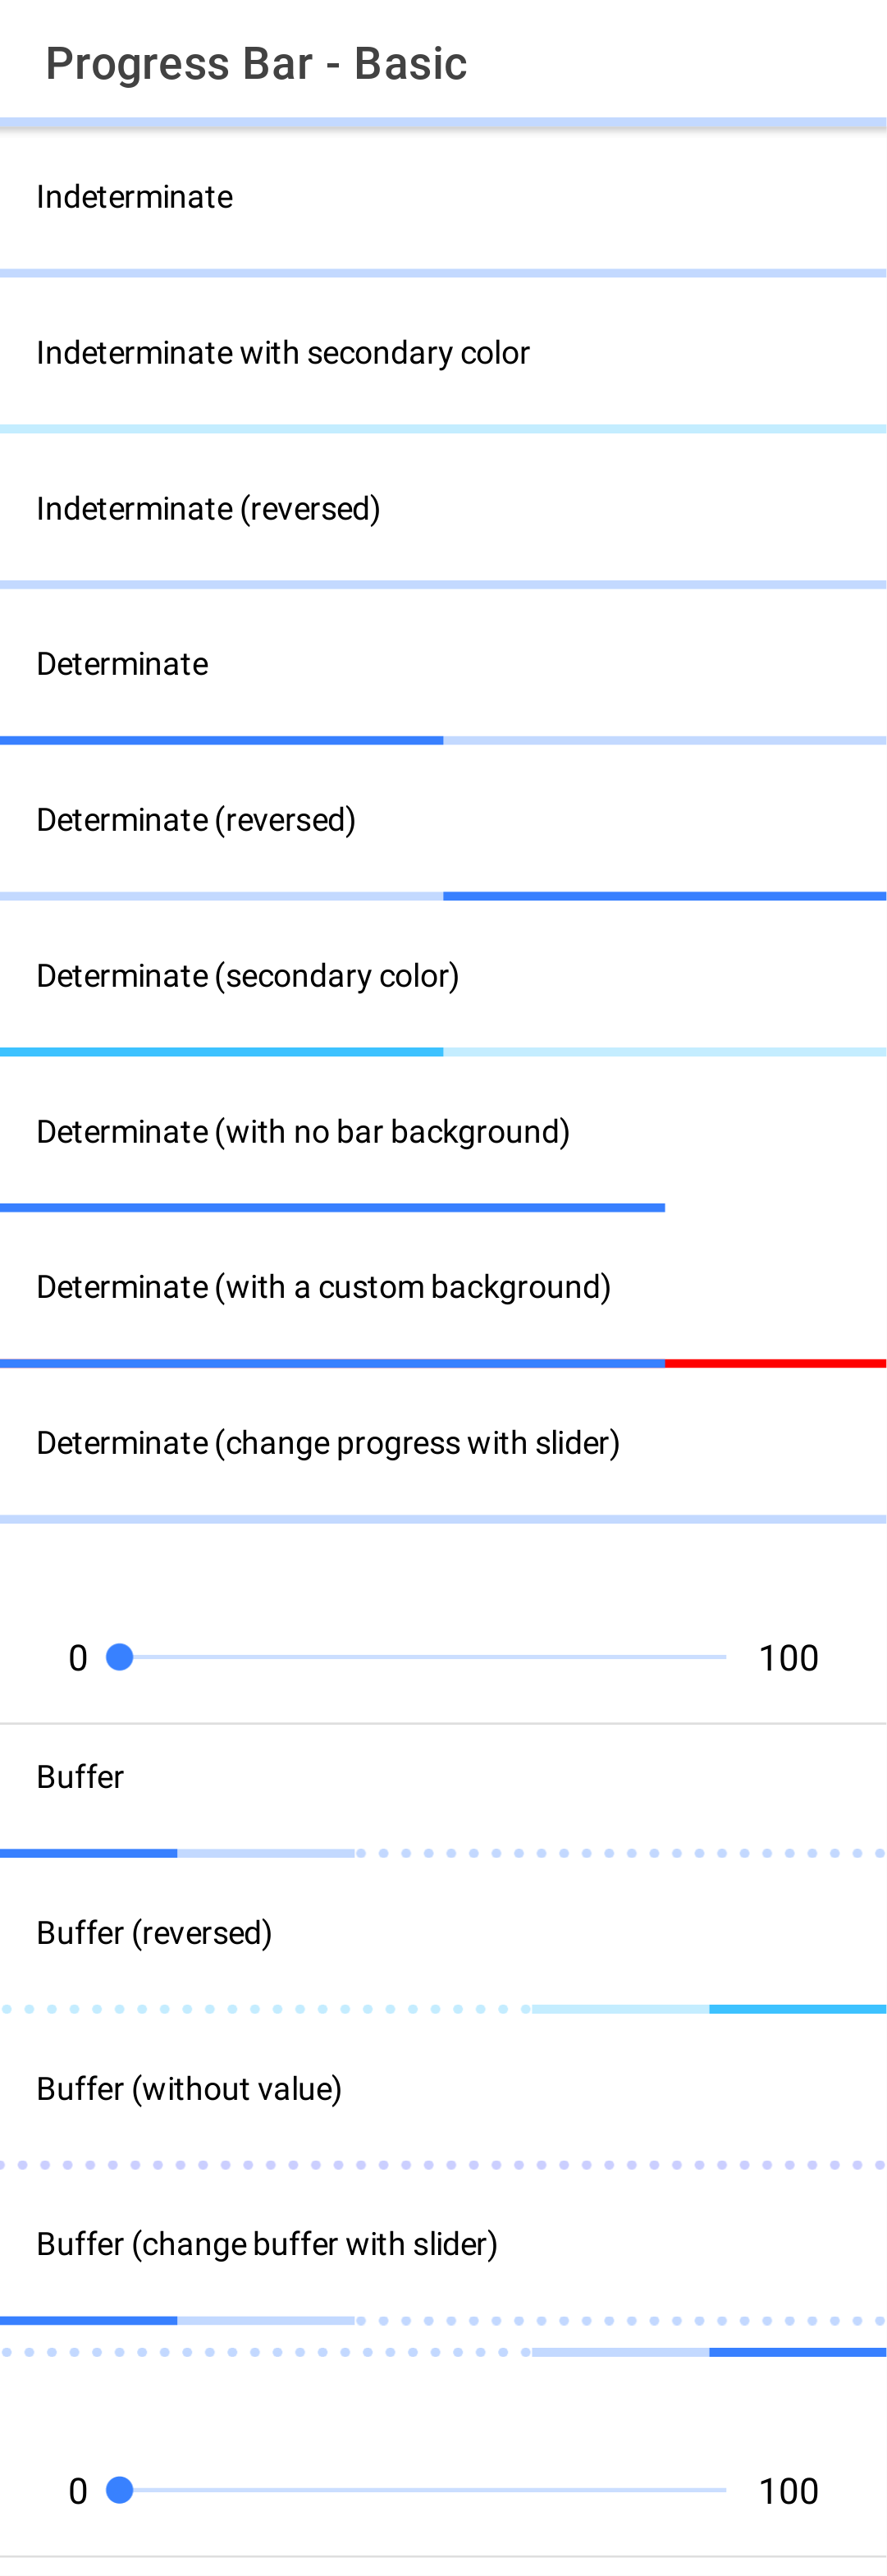 Progress Bar - Basic
Indeterminate
Indeterminate with secondary color
Indeterminate (reversed)
Determinate
Determinate (reversed)
Determinate (secondary color)
Determinate (with no bar background)
Determinate (with a custom background)
Determinate (change progress with slider)
0 100
Buffer
Buffer (reversed)
Buffer (without value)
Buffer (change buffer with slider)
0 100